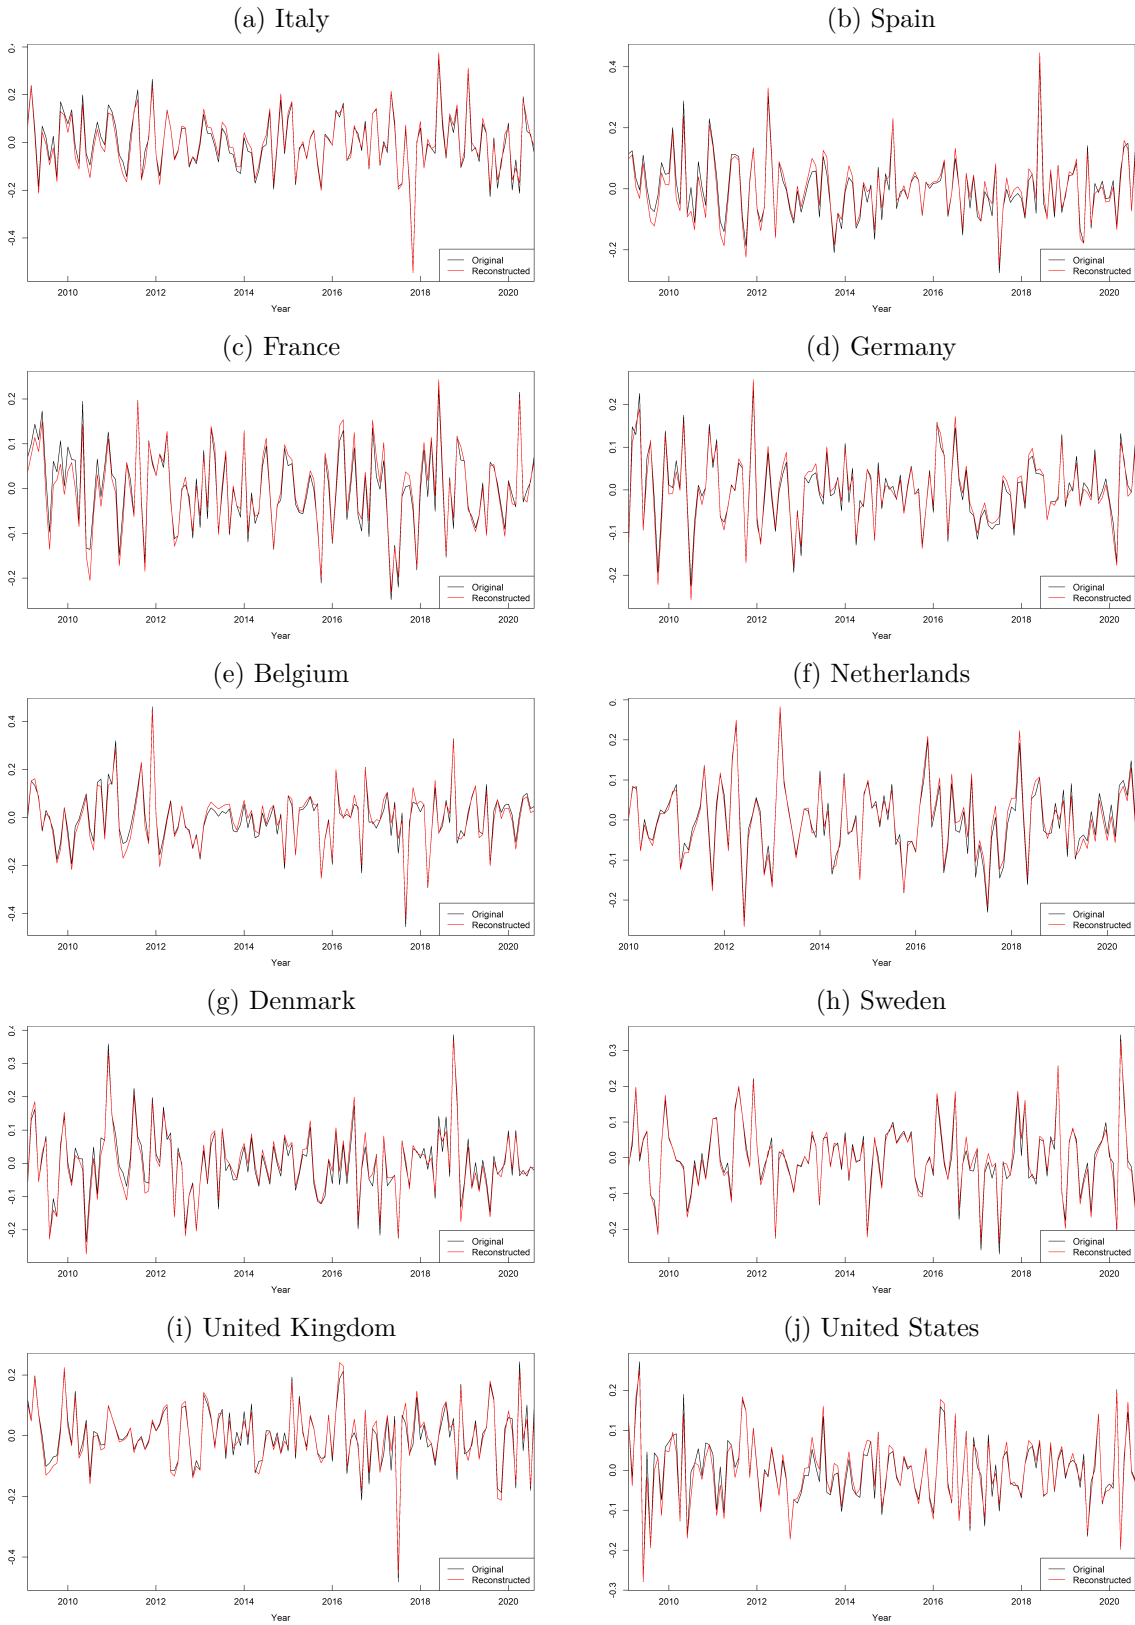 (a) Italy
0.4
0.2
0.0
-0.2
-0.4
Original
Reconstructed
2010 2012 2014 2016 2018 2020
Year
(b) Spain
0.4
0.2
0.0
-0.2
Original
Reconstructed
2010 2012 2014 2016 2018 2020
Year
(c) France
0.2
0.1
0.0
-0.1
-0.2
Original
Reconstructed
2010 2012 2014 2016 2018 2020
Year
(d) Germany
0.2
0.1
0.0
-0.1
-0.2
Original
Reconstructed
2010 2012 2014 2016 2018 2020
Year
(e) Belgium
0.4
0.2
0.0
-0.2
-0.4
Original
Reconstructed
2010 2012 2014 2016 2018 2020
Year
(f) Netherlands
0.3
0.2
0.1
0.0
-0.1
-0.2
Original
Reconstructed
2010 2012 2014 2016 2018 2020
Year
(g) Denmark
0.4
0.3
0.2
0.1
0.0
-0.1
-0.2
Original
Reconstructed
2010 2012 2014 2016 2018 2020
Year
(h) Sweden
0.3
0.2
0.1
0.0
-0.1
-0.2
Original
Reconstructed
2010 2012 2014 2016 2018 2020
Year
(i) United Kingdom
0.2
0.0
-0.2
-0.4
Original
Reconstructed
2010 2012 2014 2016 2018 2020
Year
(j) United States
0.2
0.1
0.0
-0.1
-0.2
-0.3
Original
Reconstructed
2010 2012 2014 2016 2018 2020
Year